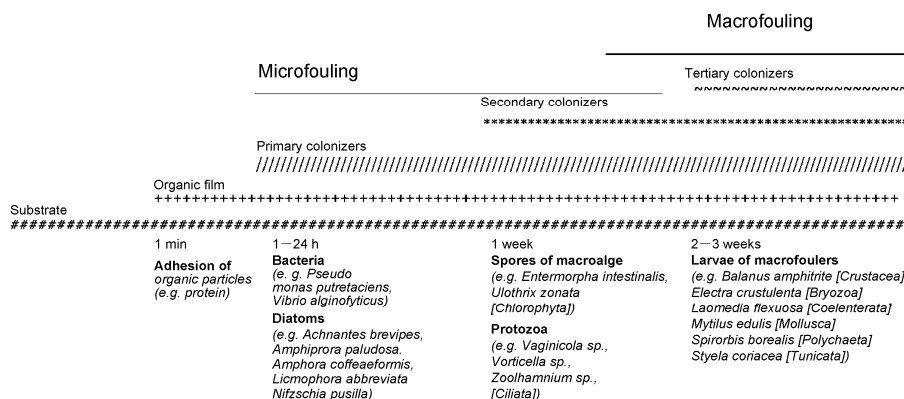 Macrofouling
Microfouling
Tertiary colonizers
Secondary colonizers
Primary colonizers
Organic film
Substrate
1 min
Adhesion of
organic particles
(e.g. protein)
1－24 h
Bacteria
(e. g. Pseudo
monas putretaciens,
Vibrio alginofyticus)
Diatoms
(e.g. Achnantes brevipes,
Amphiprora paludosa.
Amphora coffeaeformis,
Licmophora abbreviata
Nifzschia pusilla)
1 week
Spores of macroalge
(e.g. Entermorpha intestinalis,
Ulothrix zonata
[Chlorophyta])
Protozoa
(e.g. Vaginicola sp.,
Vorticella sp.,
Zoolhamnium sp.,
[Ciliata])
2－3 weeks
Larvae of macrofoulers
(e.g. Balanus amphitrite [Crustacea]
Electra crustulenta [Bryozoa]
Laomedia flexuosa [Coelenterata]
Mytilus edulis [Mollusca]
Spirorbis borealis [Polychaeta]
Styela coriacea [Tunicata])